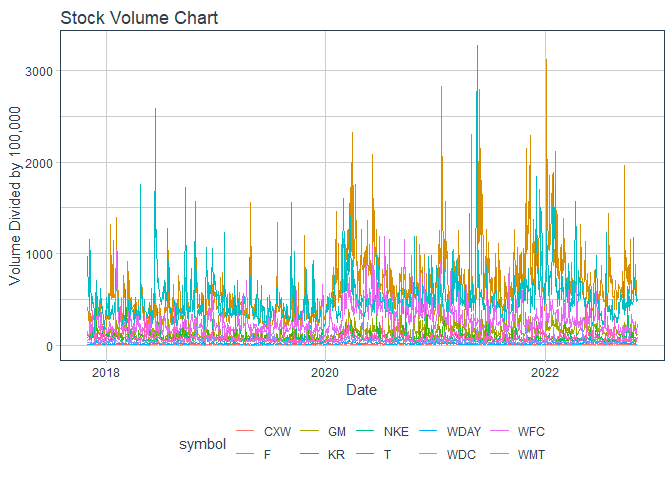 Stock Volume Chart
Volume Divided by 100,000
3000
2000
1000
0
2018 2020 2022
Date
symbol
CXW GM NKE WDAY WFC
F KR T WDC WMT